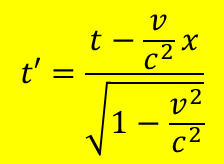 t′ = (t − (v/c²)x) / √(1 − v²/c²)